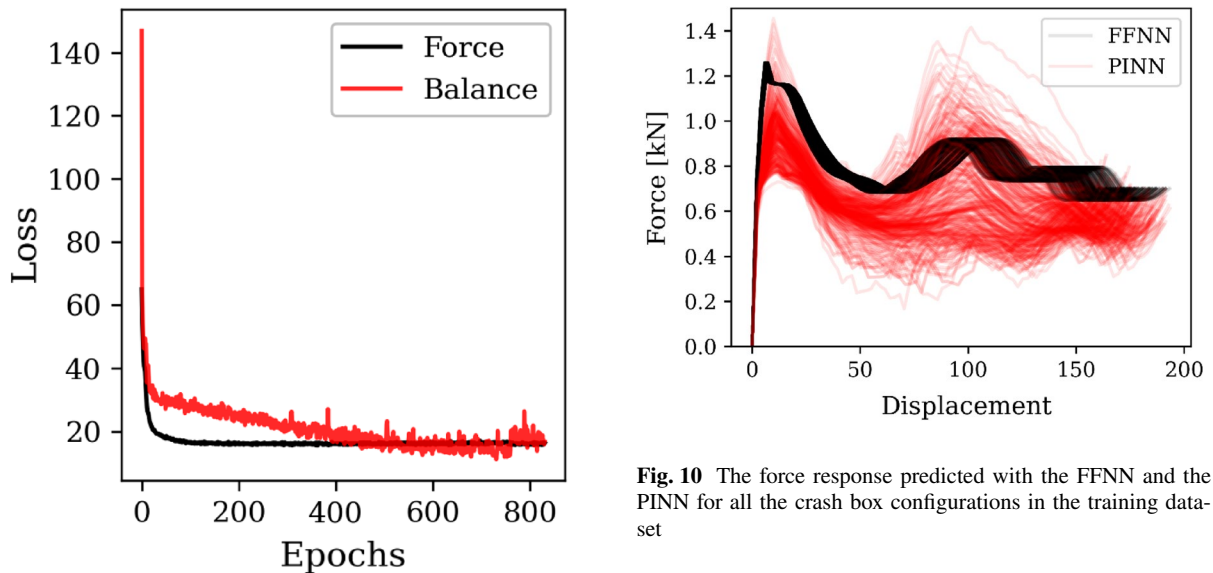 140
120
100
80
60
40
20
Loss
Force
Balance
0
200
400
600
800
Epochs
1.4
1.2
1.0
0.8
0.6
0.4
0.2
0.0
Force [kN]
FFNN
PINN
0
50
100
150
200
Displacement
Fig. 10 The force response predicted with the FFNN and the
PINN for all the crash box configurations in the training data-
set